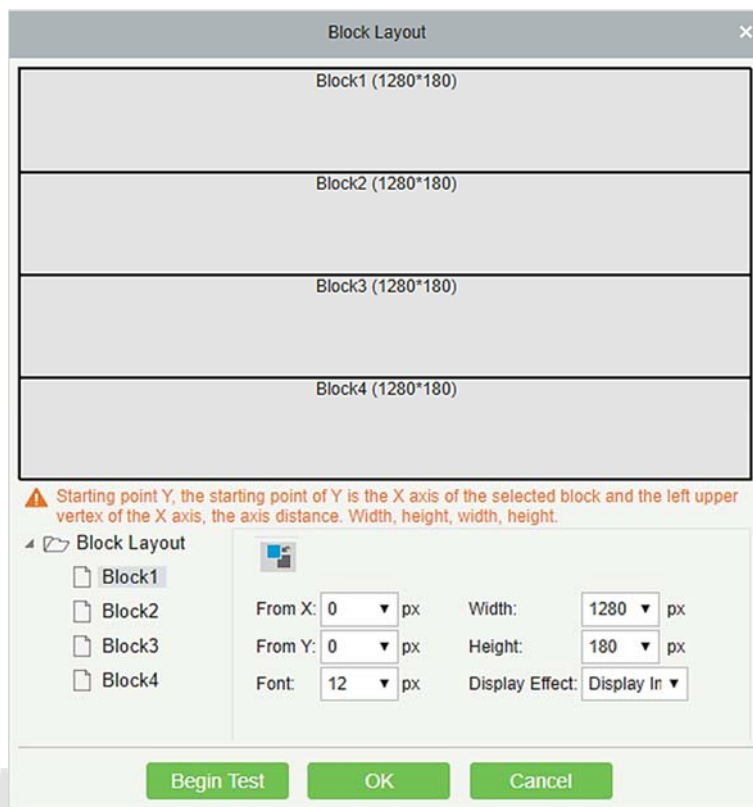 Block Layout
Block1 (1280*180)
Block2 (1280*180)
Block3 (1280*180)
Block4 (1280*180)
Starting point Y, the starting point of Y is the X axis of the selected block and the left upper
vertex of the X axis, the axis distance. Width, height, width, height.
Block Layout
Block1
Block2
Block3
Block4
From X: 0 px Width: 1280 px
From Y: 0 px Height: 180 px
Font: 12 px Display Effect: Display In
Begin Test OK Cancel